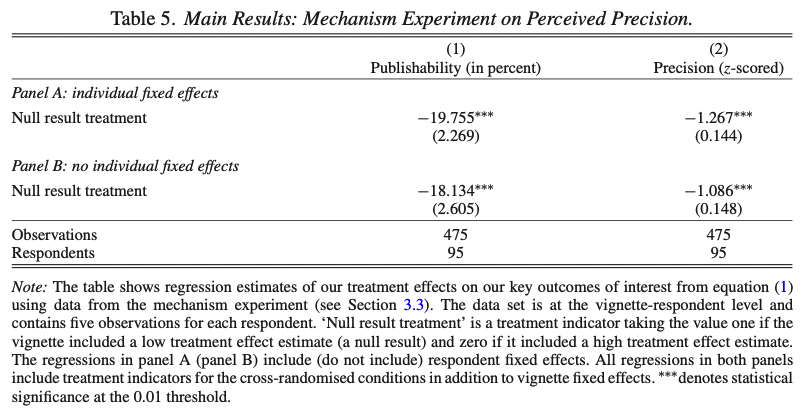 Table 5. Main Results: Mechanism Experiment on Perceived Precision.
(1) (2)
Publishability (in percent) Precision (z-scored)
Panel A: individual fixed effects
Null result treatment −19.755*** −1.267***
(2.269) (0.144)
Panel B: no individual fixed effects
Null result treatment −18.134*** −1.086***
(2.605) (0.148)
Observations 475 475
Respondents 95 95
Note: The table shows regression estimates of our treatment effects on our key outcomes of interest from equation (1)
using data from the mechanism experiment (see Section 3.3). The data set is at the vignette-respondent level and
contains five observations for each respondent. ‘Null result treatment’ is a treatment indicator taking the value one if the
vignette included a low treatment effect estimate (a null result) and zero if it included a high treatment effect estimate.
The regressions in panel A (panel B) include (do not include) respondent fixed effects. All regressions in both panels
include treatment indicators for the cross-randomised conditions in addition to vignette fixed effects. ***denotes statistical
significance at the 0.01 threshold.